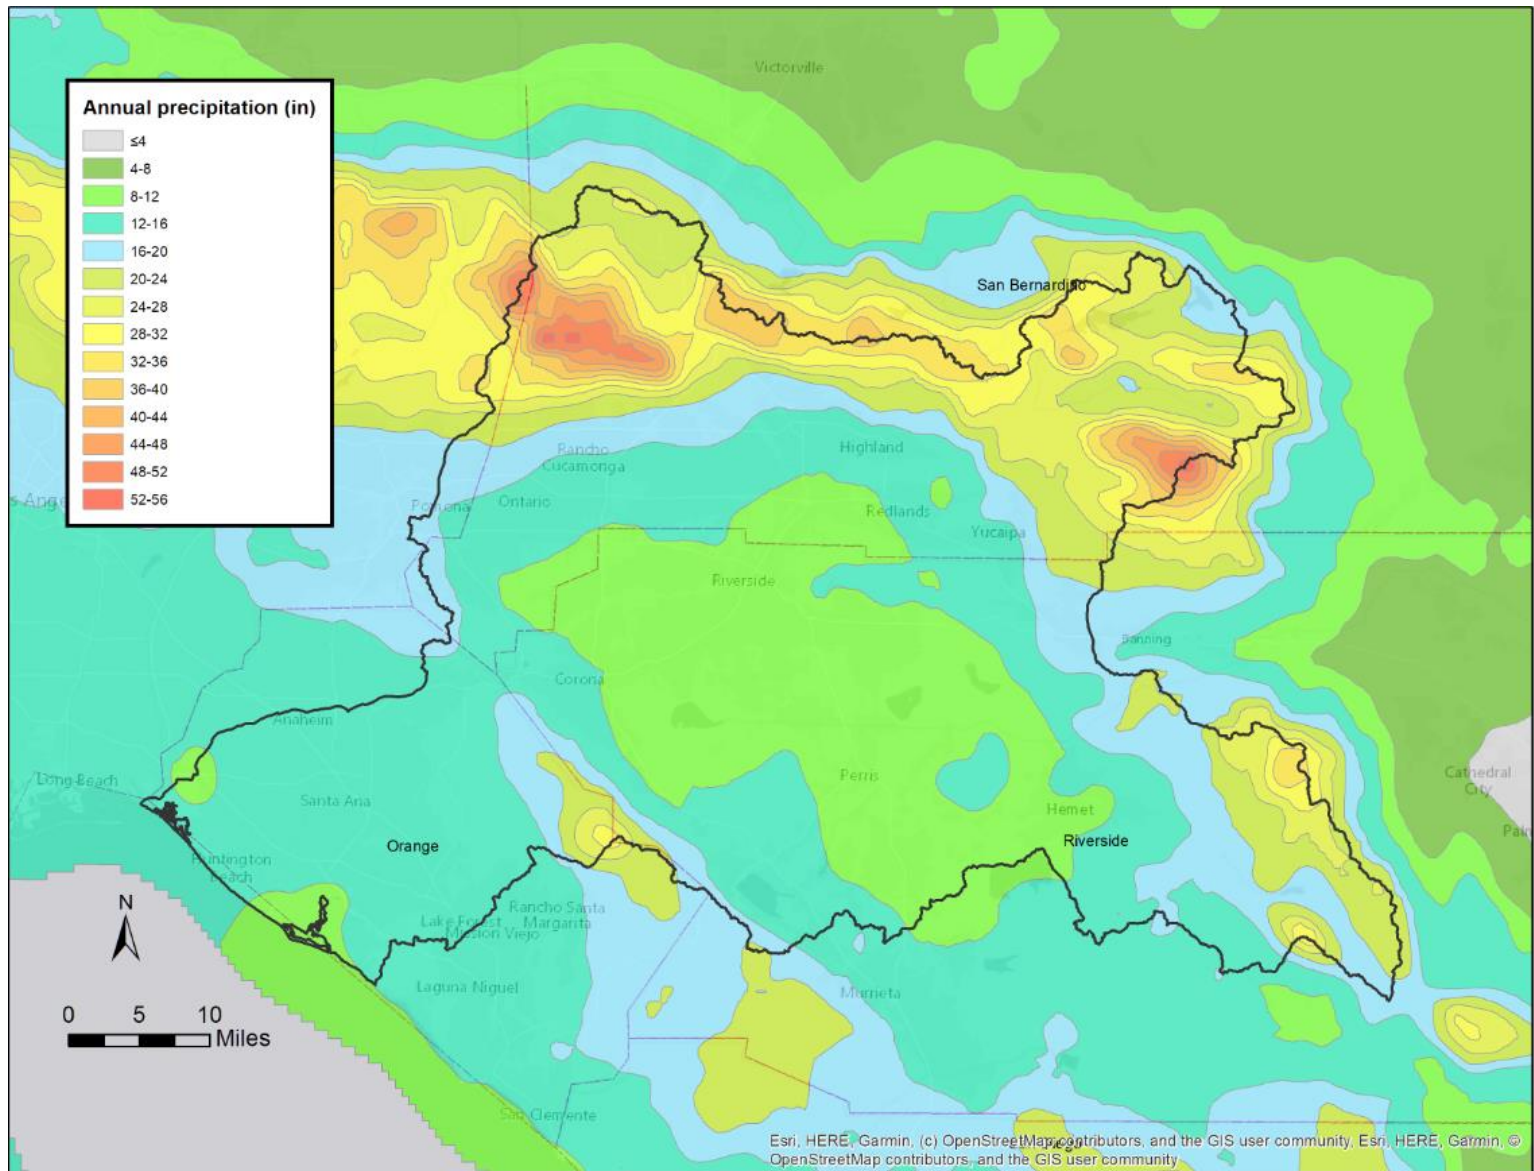 Victorville
Annual precipitation (in)
≤4
4-8
8-12
12-16
16-20
20-24
24-28
28-32
32-36
36-40
40-44
44-48
48-52
52-56
San Bernardino
Rancho
Cucamonga
Highland
s Ange
Pomona
Ontario
Redlands
Yucaipa
Riverside
Banning
Corona
Anaheim
Long Beach
Santa Ana
Perris
Cathedral
City
Hemet
Palm
Orange
Riverside
Huntington
Beach
N
Rancho Santa
Margarita
Lake Forest
Mission Viejo
Laguna Niguel
Murrieta
0 5 10
Miles
San Clemente
Esri, HERE, Garmin, (c) OpenStreetMap contributors, and the GIS user community, Esri, HERE, Garmin, ©
OpenStreetMap contributors, and the GIS user community